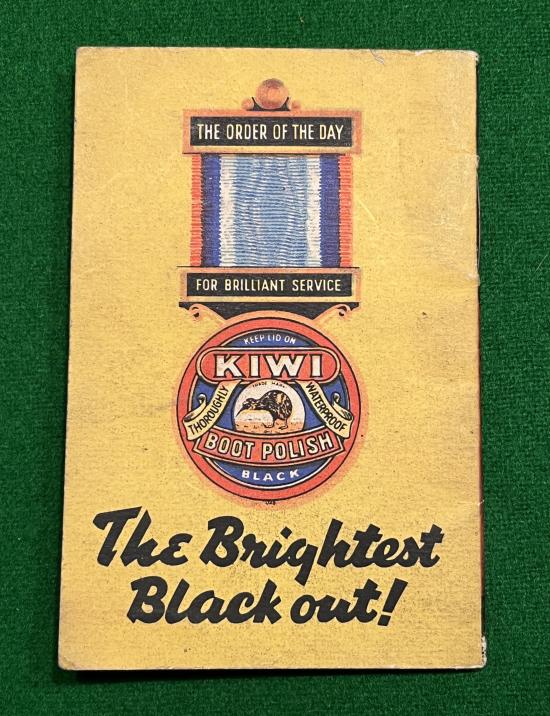 THE ORDER OF THE DAY
FOR BRILLIANT SERVICE
KEEP LID ON
KIWI
TRADE MARK
THOROUGHLY
WATERPROOF
BOOT POLISH
BLACK
The Brightest
Black out!